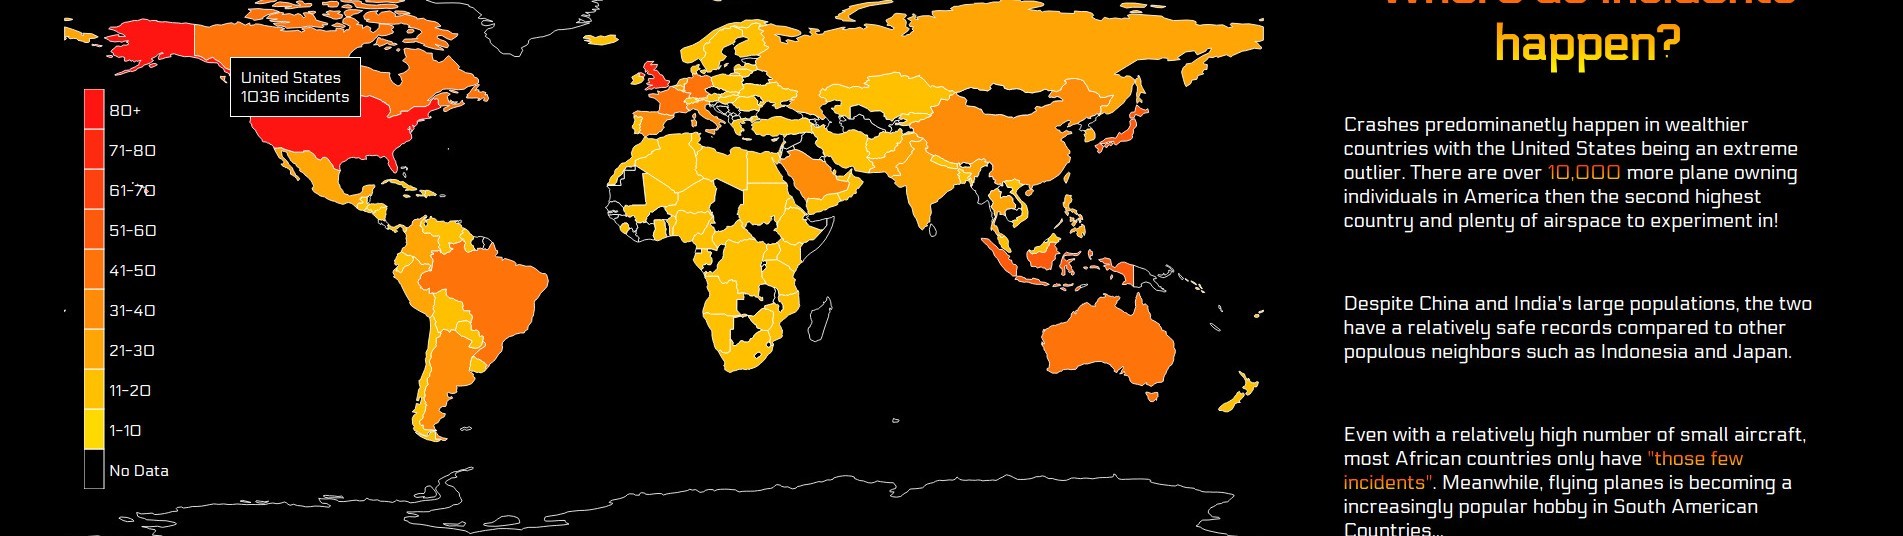 Where do incidents
happen?
United States
1036 incidents
80+
71-80
61-70
51-60
41-50
31-40
21-30
11-20
1-10
No Data
Crashes predominanetly happen in wealthier
countries with the United States being an extreme
outlier. There are over 10,000 more plane owning
individuals in America then the second highest
country and plenty of airspace to experiment in!
Despite China and India's large populations, the two
have a relatively safe records compared to other
populous neighbors such as Indonesia and Japan.
Even with a relatively high number of small aircraft,
most African countries only have "those few
incidents". Meanwhile, flying planes is becoming a
increasingly popular hobby in South American
Countries...